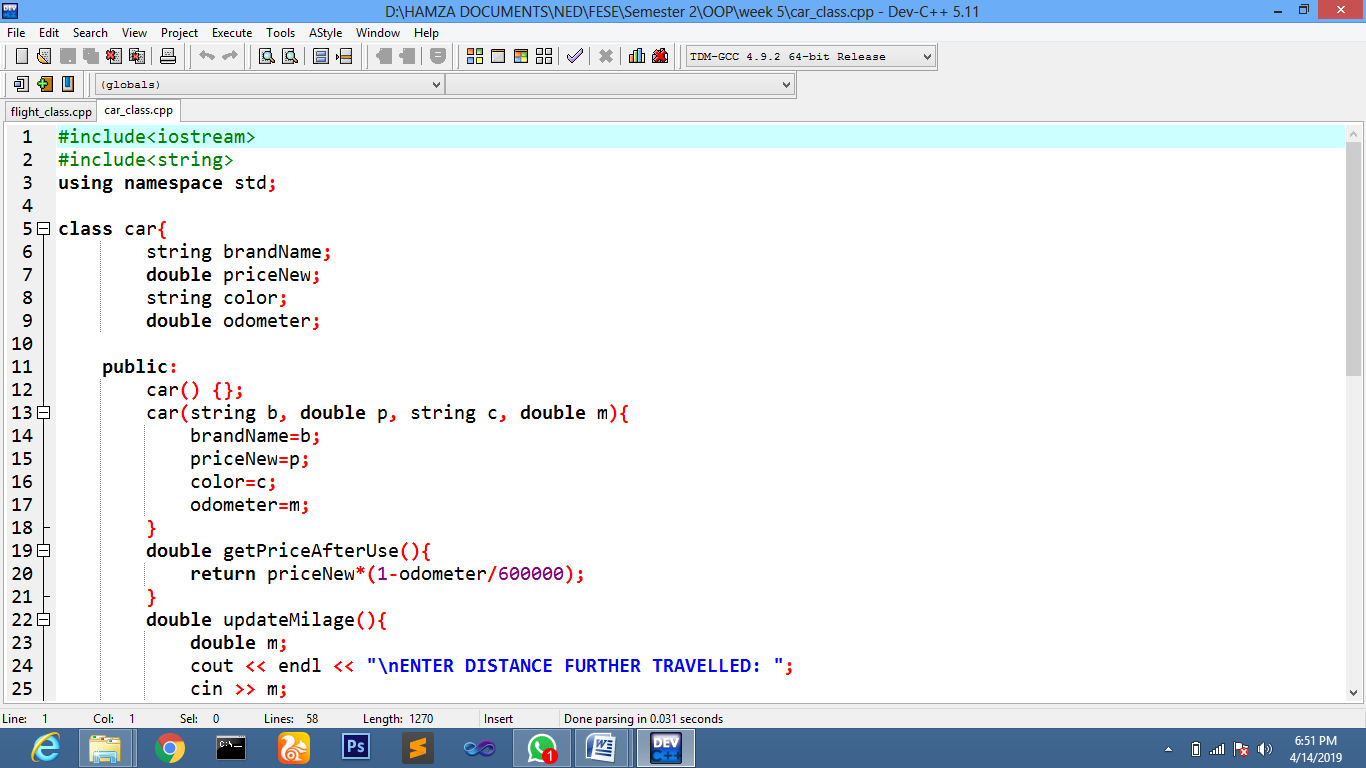 D:\HAMZA DOCUMENTS\NED\FESE\Semester 2\OOP\week 5\car_class.cpp - Dev-C++ 5.11
File Edit Search View Project Execute Tools AStyle Window Help
TDM-GCC 4.9.2 64-bit Release
(globals)
flight_class.cpp car_class.cpp
1 #include<iostream>
2 #include<string>
3 using namespace std;
4
5 class car{
6 string brandName;
7 double priceNew;
8 string color;
9 double odometer;
10
11 public:
12 car() {};
13 car(string b, double p, string c, double m){
14 brandName=b;
15 priceNew=p;
16 color=c;
17 odometer=m;
18 }
19 double getPriceAfterUse(){
20 return priceNew*(1-odometer/600000);
21 }
22 double updateMilage(){
23 double m;
24 cout << endl << "\nENTER DISTANCE FURTHER TRAVELLED: ";
25 cin >> m;
Line: 1 Col: 1 Sel: 0 Lines: 58 Length: 1270 Insert Done parsing in 0.031 seconds
Ps
1
DEV C++
6:51 PM
4/14/2019